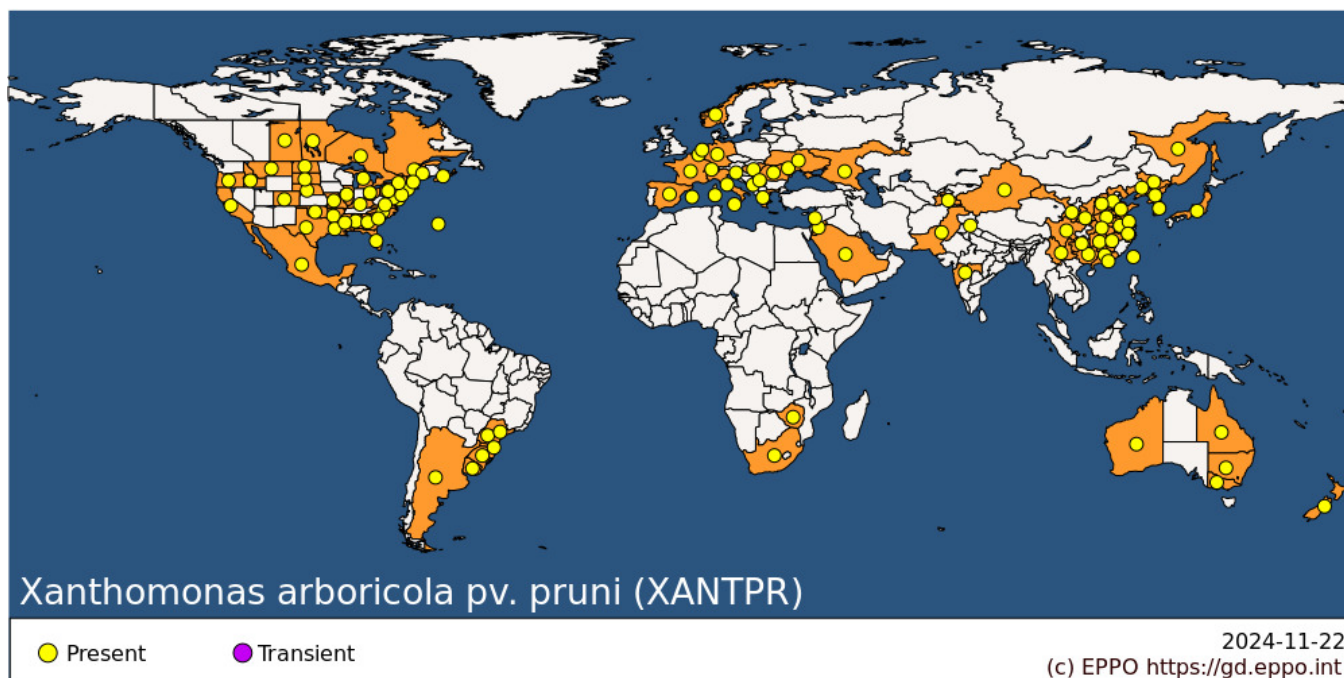 Xanthomonas arboricola pv. pruni (XANTPR)
Present
Transient
2024-11-22
(c) EPPO https://gd.eppo.int